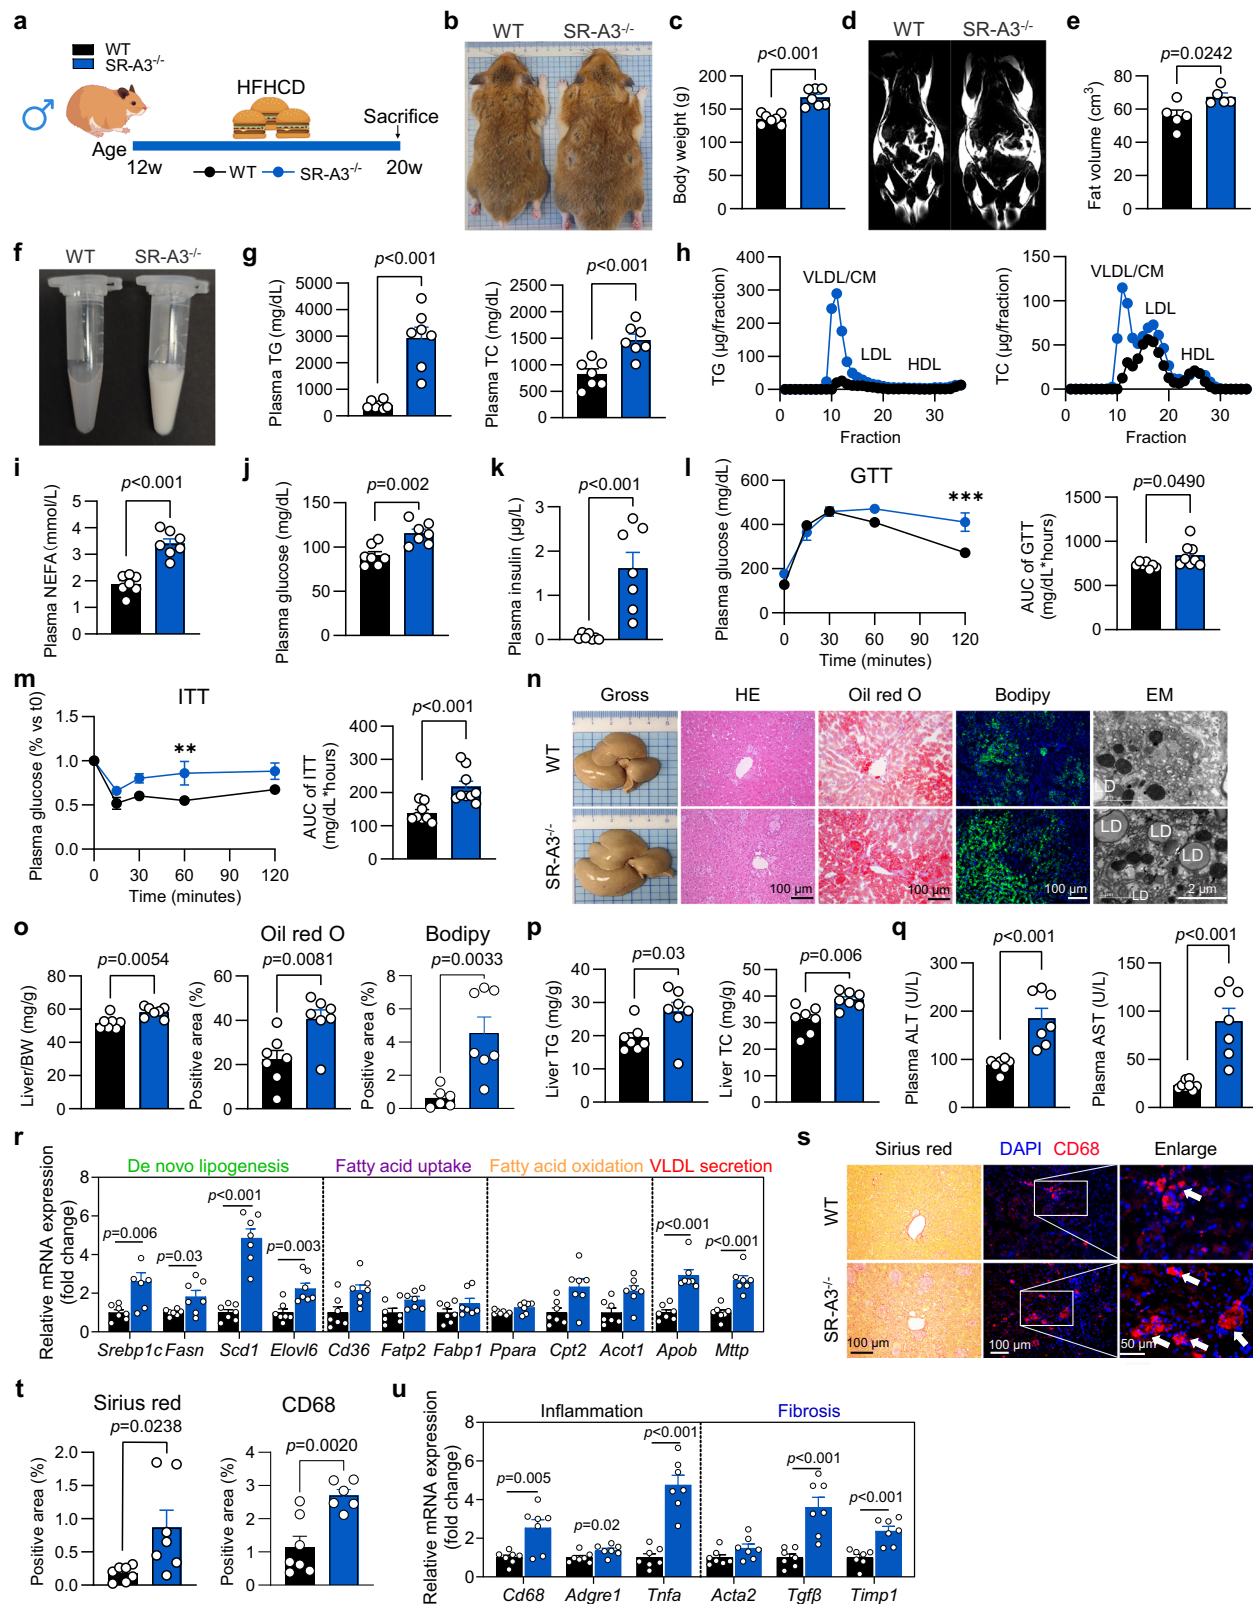 a
WT
SR-A3-/-
HFHCD
Sacrifice
Age
12w
20w
WT
SR-A3-/-
b
WT
SR-A3-/-
c
p<0.001
Body weight (g)
200
150
100
50
0
d
WT
SR-A3-/-
e
p=0.0242
Fat volume (cm3)
80
60
40
20
0
f
WT
SR-A3-/-
g
p<0.001
Plasma TG (mg/dL)
5000
4000
3000
2000
1000
0
p<0.001
Plasma TC (mg/dL)
2500
2000
1500
1000
500
0
h
TG (µg/fraction)
400
300
200
100
0
VLDL/CM
LDL
HDL
0
10
20
30
Fraction
TC (µg/fraction)
150
100
50
0
VLDL/CM
LDL
HDL
0
10
20
30
Fraction
i
p<0.001
Plasma NEFA(mmol/L)
5
4
3
2
1
0
j
p=0.002
Plasma glucose (mg/dL)
150
100
50
0
k
p<0.001
Plasma insulin (µg/L)
3
2
1
0
l
GTT
Plasma glucose (mg/dL)
600
400
200
0
***
0
30
60
120
Time (minutes)
p=0.0490
AUC of GTT
(mg/dL*hours)
1500
1000
500
0
m
ITT
Plasma glucose (% vs t0)
1.5
1.0
0.5
0.0
**
0
30
60
120
Time (minutes)
p<0.001
AUC of ITT
(mg/dL*hours)
400
300
200
100
0
n
Gross
HE
Oil red O
Bodipy
EM
WT
SR-A3-/-
LD
LD
LD
LD
LD
100 µm
100 µm
100 µm
2 µm
o
p=0.0054
Liver/BW (mg/g)
80
60
40
20
0
Oil red O
p=0.0081
Positive area (%)
60
40
20
0
Bodipy
p=0.0033
Positive area (%)
8
6
4
2
0
p
p=0.03
Liver TG (mg/g)
50
40
30
20
10
0
p=0.006
Liver TC (mg/g)
50
40
30
20
10
0
q
p<0.001
Plasma ALT (U/L)
300
200
100
0
p<0.001
Plasma AST (U/L)
150
100
50
0
r
De novo lipogenesis
Fatty acid uptake
Fatty acid oxidation
VLDL secretion
Relative mRNA expression
(fold change)
8
6
4
2
0
p=0.006
p=0.03
p<0.001
p=0.003
p<0.001
p<0.001
Srebp1c
Fasn
Scd1
Elovl6
Cd36
Fatp2
Fabp1
Ppara
Cpt2
Acot1
Apob
Mttp
s
Sirius red
DAPI CD68
Enlarge
WT
SR-A3-/-
100 µm
100 µm
50 µm
t
Sirius red
p=0.0238
Positive area (%)
2.0
1.5
1.0
0.5
0.0
CD68
p=0.0020
Positive area (%)
4
3
2
1
0
u
Inflammation
Fibrosis
Relative mRNA expression
(fold change)
8
6
4
2
0
p=0.005
p=0.02
p<0.001
p<0.001
p<0.001
Cd68
Adgre1
Tnfa
Acta2
Tgfβ
Timp1